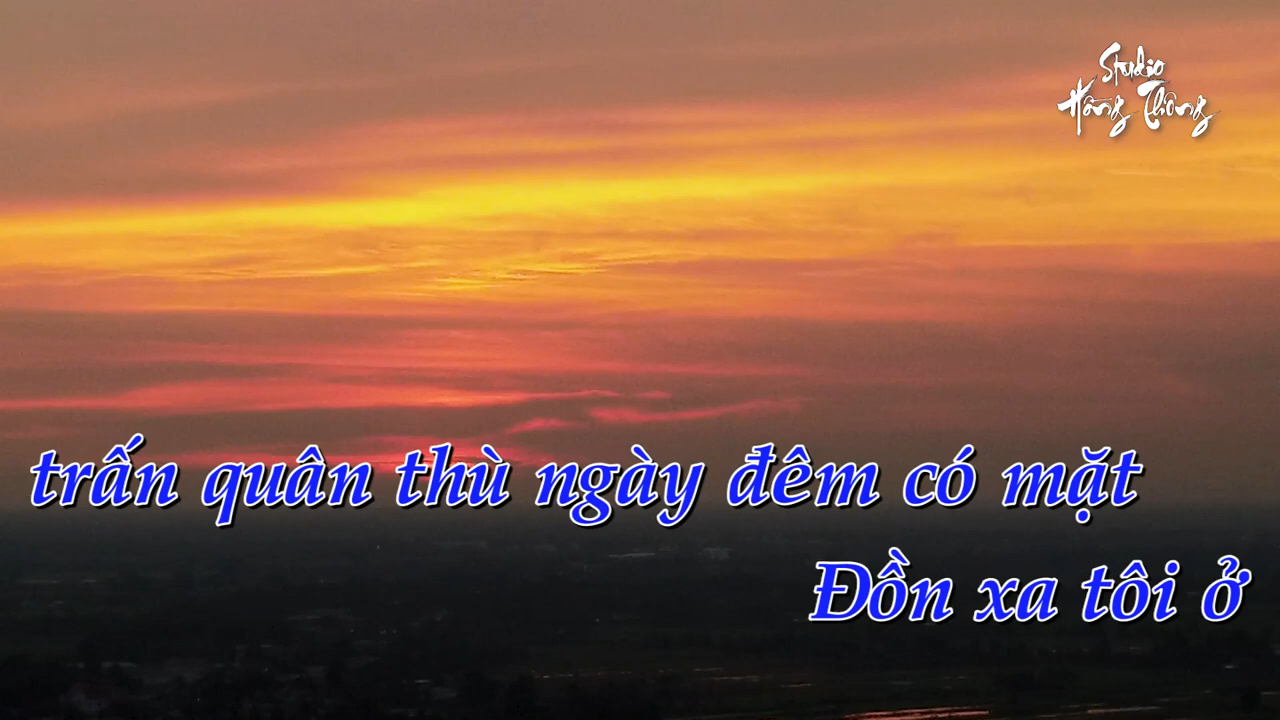 Studio
Hồng Thông
trấn quân thù ngày đêm có mặt
Đồn xa tôi ở